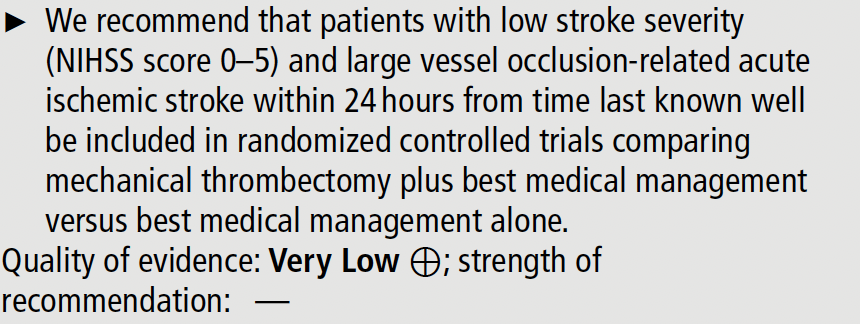 ► We recommend that patients with low stroke severity
(NIHSS score 0–5) and large vessel occlusion-related acute
ischemic stroke within 24 hours from time last known well
be included in randomized controlled trials comparing
mechanical thrombectomy plus best medical management
versus best medical management alone.
Quality of evidence: Very Low ⊕; strength of
recommendation: —